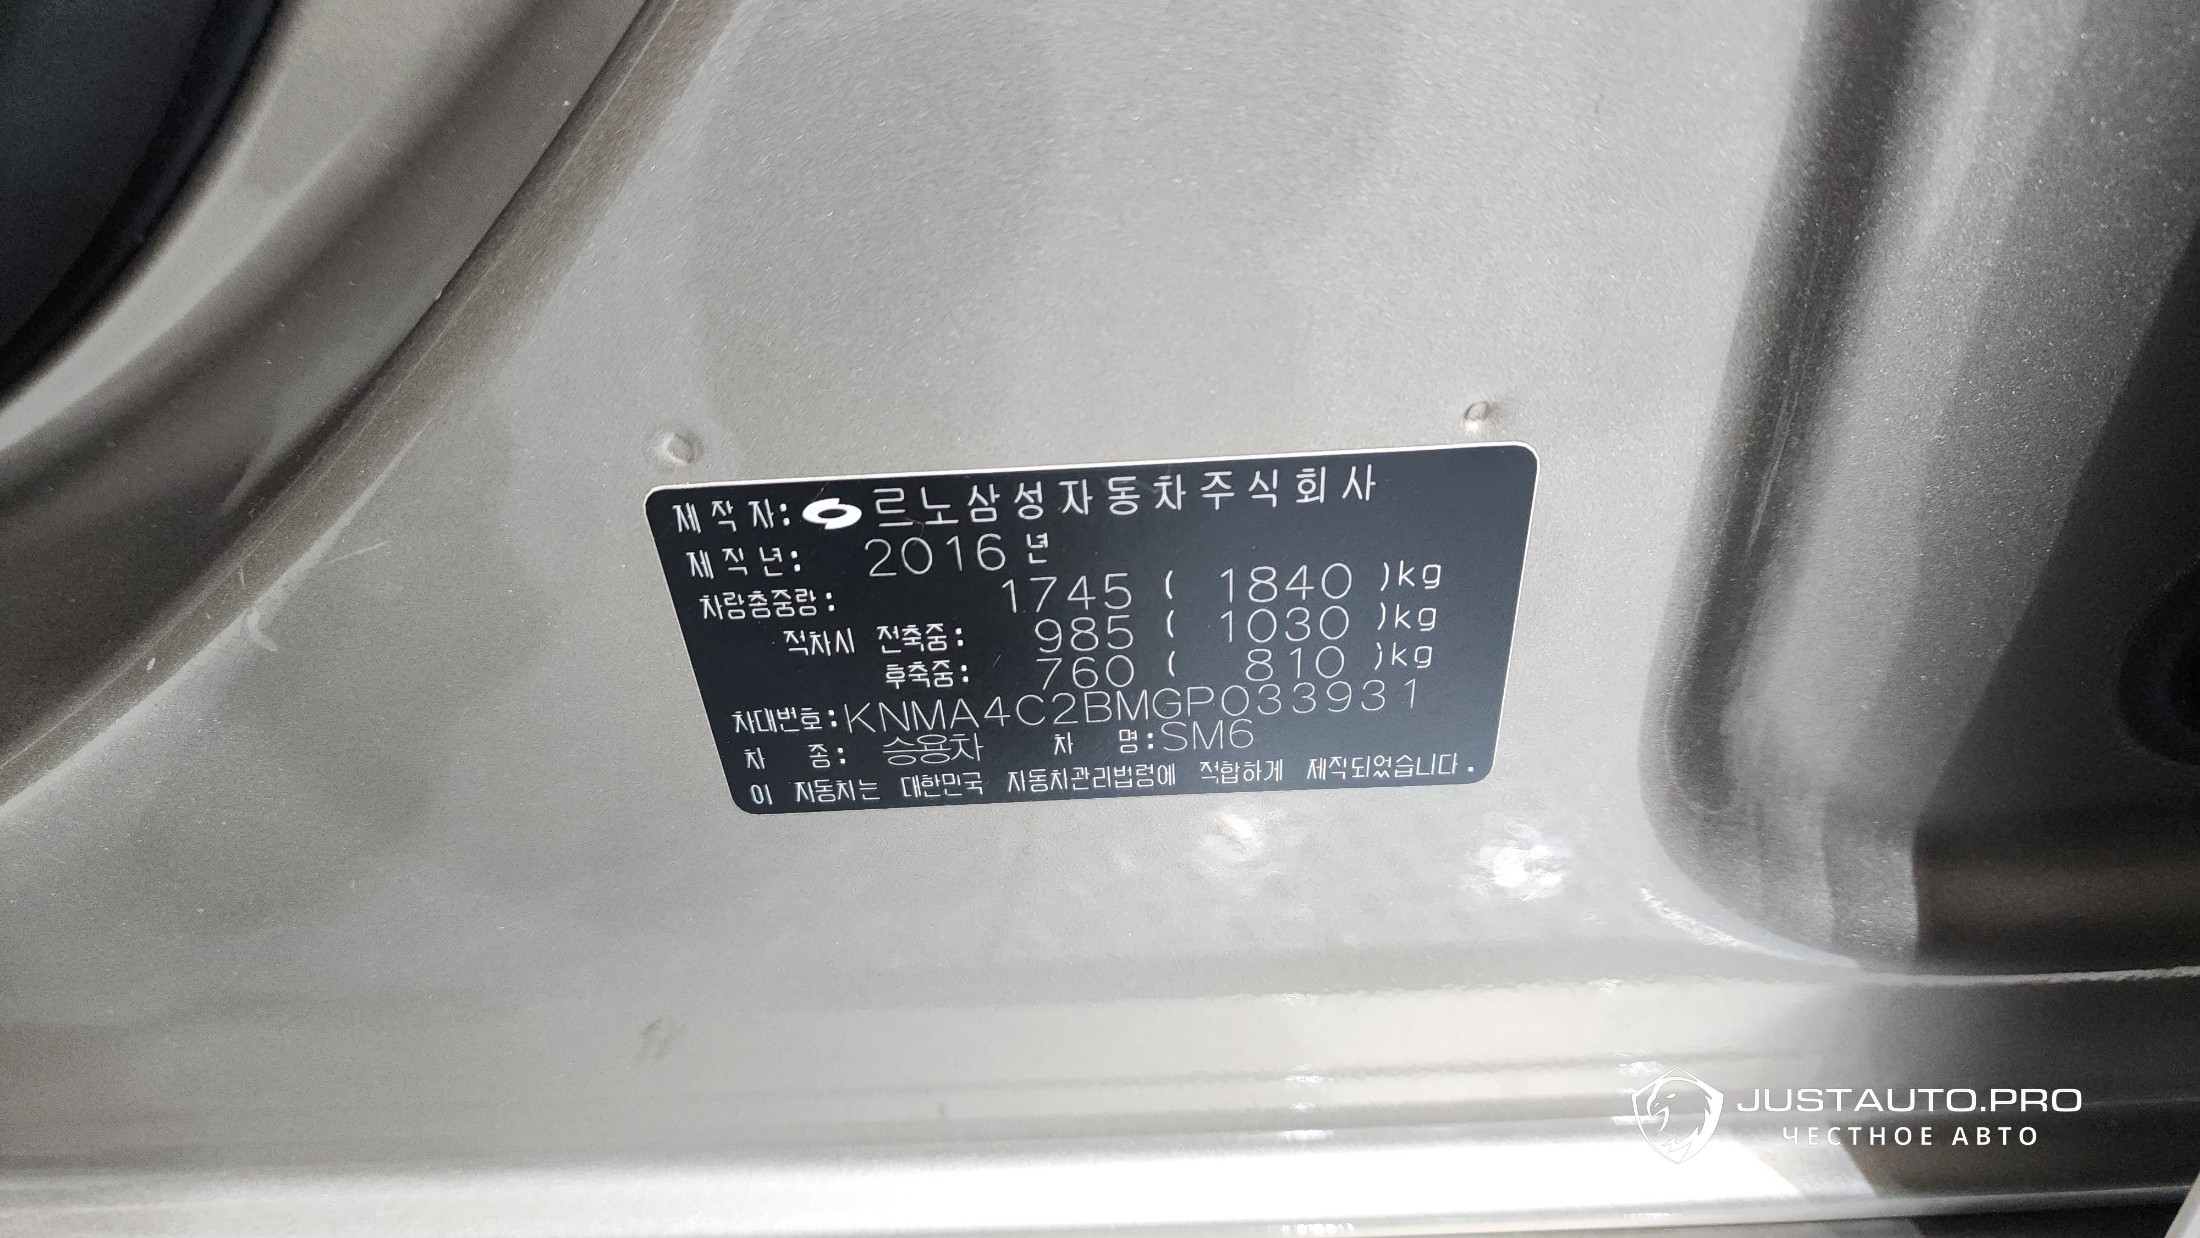 제 작 자: 르노삼성자동차주식회사
제 작 년: 2016 년
차량총중량: 1745 ( 1840 )kg
적차시 전축중: 985 ( 1030 )kg
후축중: 760 ( 810 )kg
차대번호:KNMA4C2BMGP033931
차 종: 승용차 차 명:SM6
이 자동차는 대한민국 자동차관리법령에 적합하게 제작되었습니다.
JUSTAUTO.PRO
ЧЕСТНОЕ АВТО